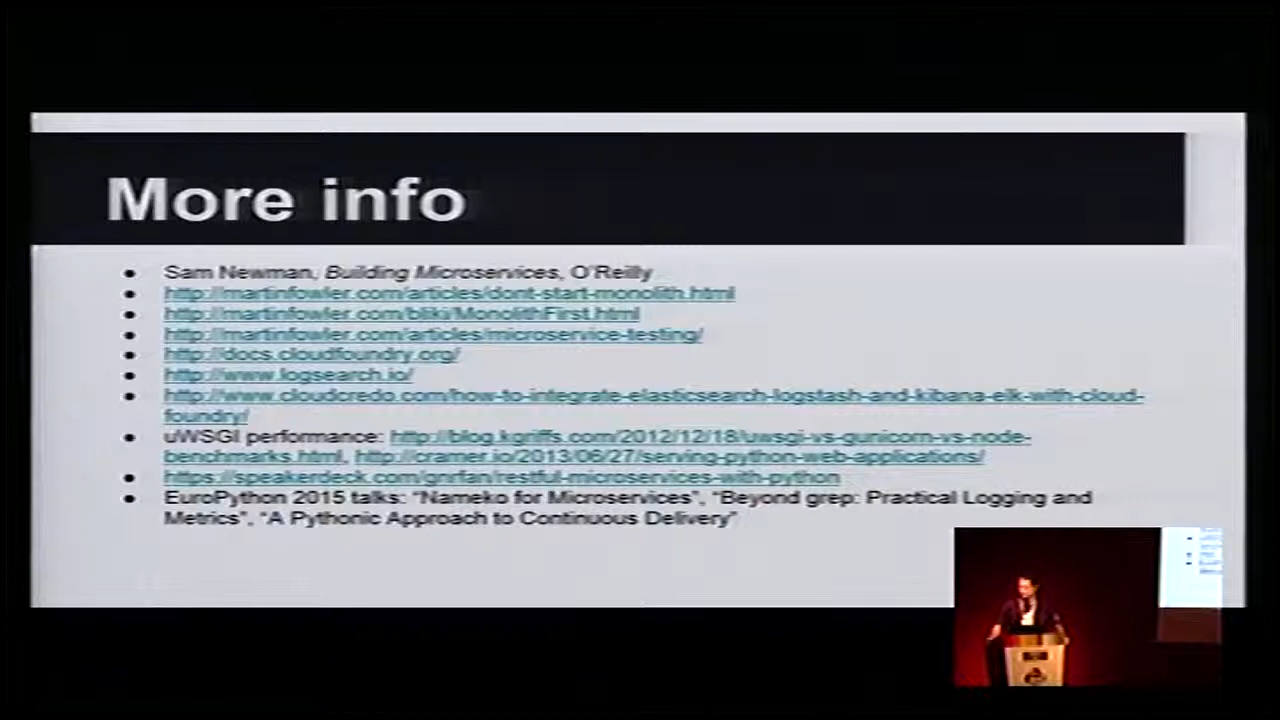 More info
● Sam Newman, Building Microservices, O'Reilly
● http://martinfowler.com/articles/dont-start-monolith.html
● http://martinfowler.com/bliki/MonolithFirst.html
● http://martinfowler.com/articles/microservice-testing/
● http://docs.cloudfoundry.org/
● http://www.logsearch.io/
● http://www.cloudcredo.com/how-to-integrate-elasticsearch-logstash-and-kibana-elk-with-cloud-
foundry/
● uWSGI performance: http://blog.kgriffs.com/2012/12/18/uwsgi-vs-gunicorn-vs-node-
benchmarks.html, http://cramer.io/2013/06/27/serving-python-web-applications/
● https://speakerdeck.com/gnrfan/restful-microservices-with-python
● EuroPython 2015 talks: “Nameko for Microservices”, “Beyond grep: Practical Logging and
Metrics”, “A Pythonic Approach to Continuous Delivery”